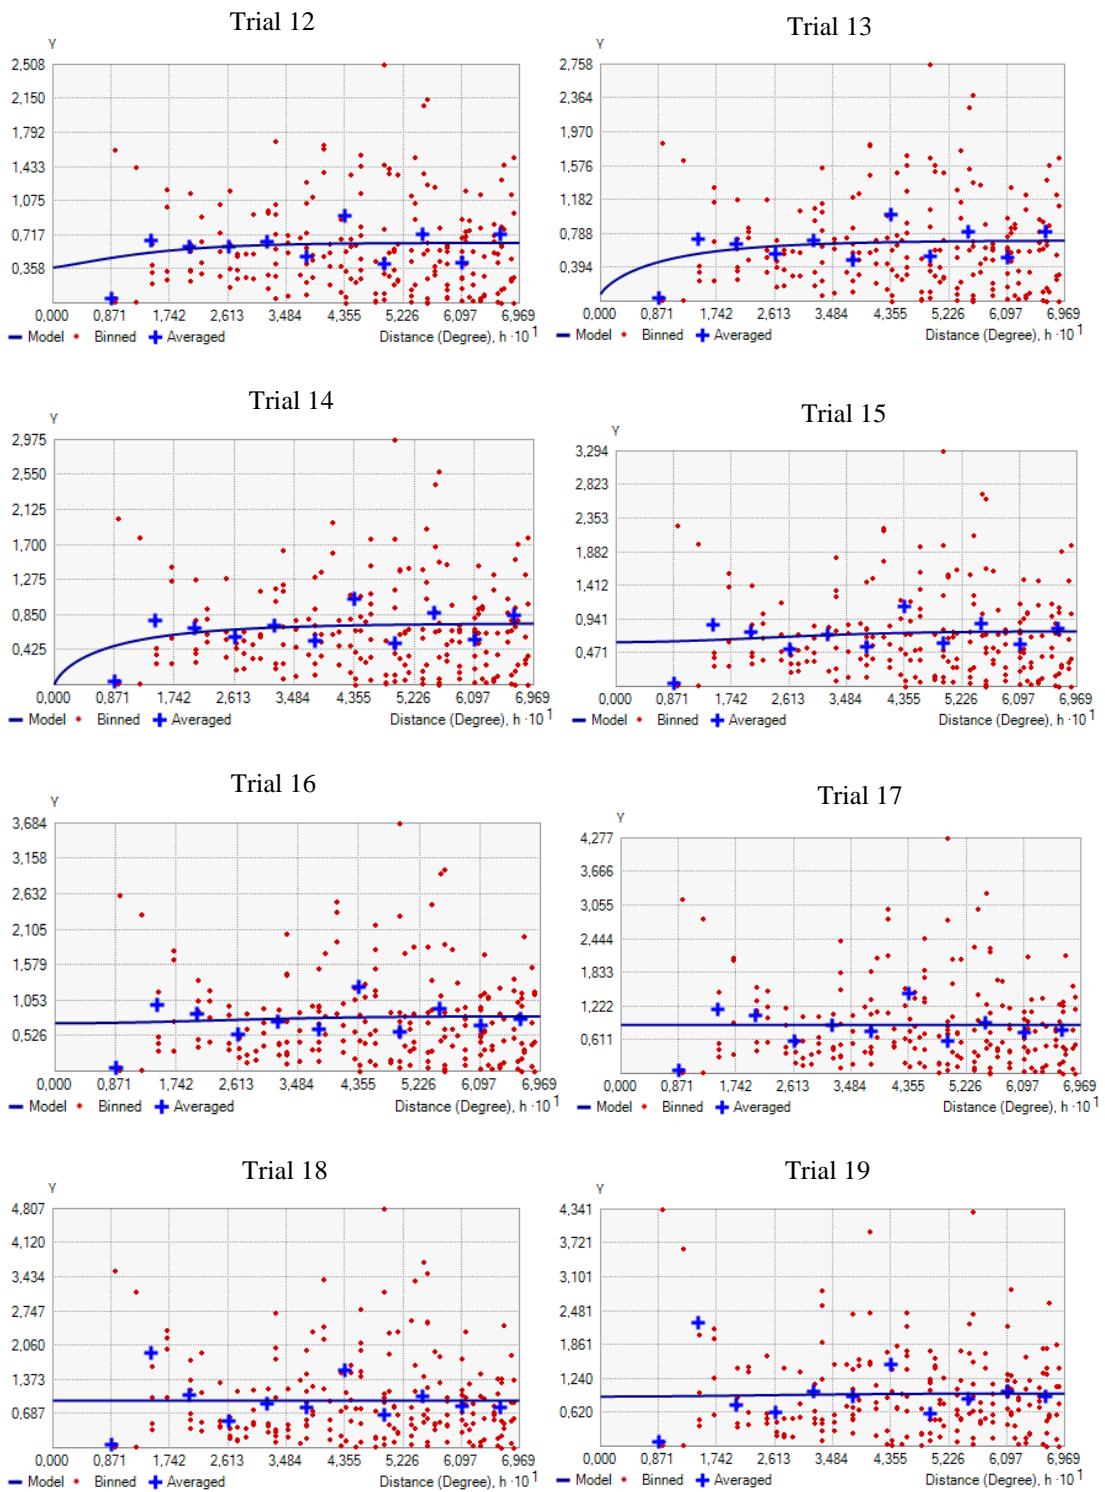 Trial 12
γ
2,508
2,150
1,792
1,433
1,075
0,717
0,358
0,000 0,871 1,742 2,613 3,484 4,355 5,226 6,097 6,969
Model Binned Averaged Distance (Degree), h ·10 1
Trial 13
γ
2,758
2,364
1,970
1,576
1,182
0,788
0,394
0,000 0,871 1,742 2,613 3,484 4,355 5,226 6,097 6,969
Model Binned Averaged Distance (Degree), h ·10 1
Trial 14
γ
2,975
2,550
2,125
1,700
1,275
0,850
0,425
0,000 0,871 1,742 2,613 3,484 4,355 5,226 6,097 6,969
Model Binned Averaged Distance (Degree), h ·10 1
Trial 15
γ
3,294
2,823
2,353
1,882
1,412
0,941
0,471
0,000 0,871 1,742 2,613 3,484 4,355 5,226 6,097 6,969
Model Binned Averaged Distance (Degree), h ·10 1
Trial 16
γ
3,684
3,158
2,632
2,105
1,579
1,053
0,526
0,000 0,871 1,742 2,613 3,484 4,355 5,226 6,097 6,969
Model Binned Averaged Distance (Degree), h ·10 1
Trial 17
γ
4,277
3,666
3,055
2,444
1,833
1,222
0,611
0,000 0,871 1,742 2,613 3,484 4,355 5,226 6,097 6,969
Model Binned Averaged Distance (Degree), h ·10 1
Trial 18
γ
4,807
4,120
3,434
2,747
2,060
1,373
0,687
0,000 0,871 1,742 2,613 3,484 4,355 5,226 6,097 6,969
Model Binned Averaged Distance (Degree), h ·10 1
Trial 19
γ
4,341
3,721
3,101
2,481
1,861
1,240
0,620
0,000 0,871 1,742 2,613 3,484 4,355 5,226 6,097 6,969
Model Binned Averaged Distance (Degree), h ·10 1